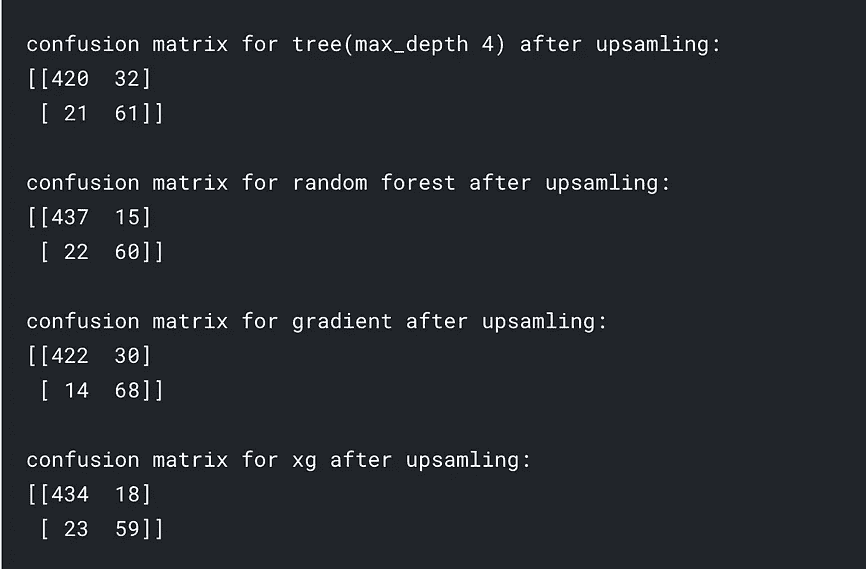 confusion matrix for tree(max_depth 4) after upsamling:
[[420  32]
 [ 21  61]]
confusion matrix for random forest after upsamling:
[[437  15]
 [ 22  60]]
confusion matrix for gradient after upsamling:
[[422  30]
 [ 14  68]]
confusion matrix for xg after upsamling:
[[434  18]
 [ 23  59]]